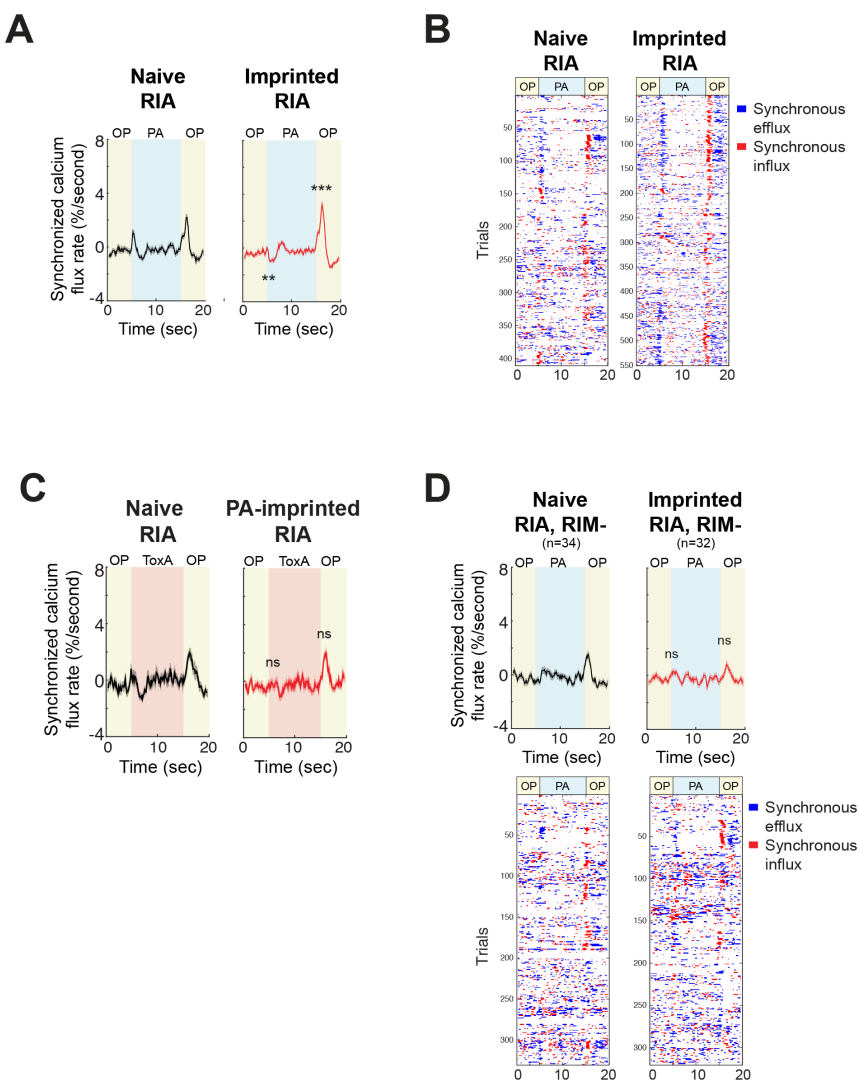 A
Naive
RIA
Imprinted
RIA
OP PA OP
OP PA OP
Synchronized calcium
flux rate (%/second)
8
4
0
-4
***
**
0 10 20
0 10 20
Time (sec)
Time (sec)
B
Naive
RIA
Imprinted
RIA
OP PA OP
OP PA OP
Synchronous
efflux
Synchronous
influx
Trials
50
100
150
200
250
300
350
400
50
100
150
200
250
300
350
400
450
500
550
0 10 20
0 10 20
C
Naive
RIA
PA-imprinted
RIA
OP ToxA OP
OP ToxA OP
Synchronized calcium
flux rate (%/second)
8
4
0
-4
ns
ns
0 10 20
0 10 20
Time (sec)
Time (sec)
D
Naive
RIA, RIM-
(n=34)
Imprinted
RIA, RIM-
(n=32)
OP PA OP
OP PA OP
Synchronized calcium
flux rate (%/second)
8
4
0
-4
ns
ns
0 10 20
0 10 20
Time (sec)
Time (sec)
OP PA OP
OP PA OP
Synchronous
efflux
Synchronous
influx
Trials
50
100
150
200
250
300
50
100
150
200
250
300
0 10 20
0 10 20